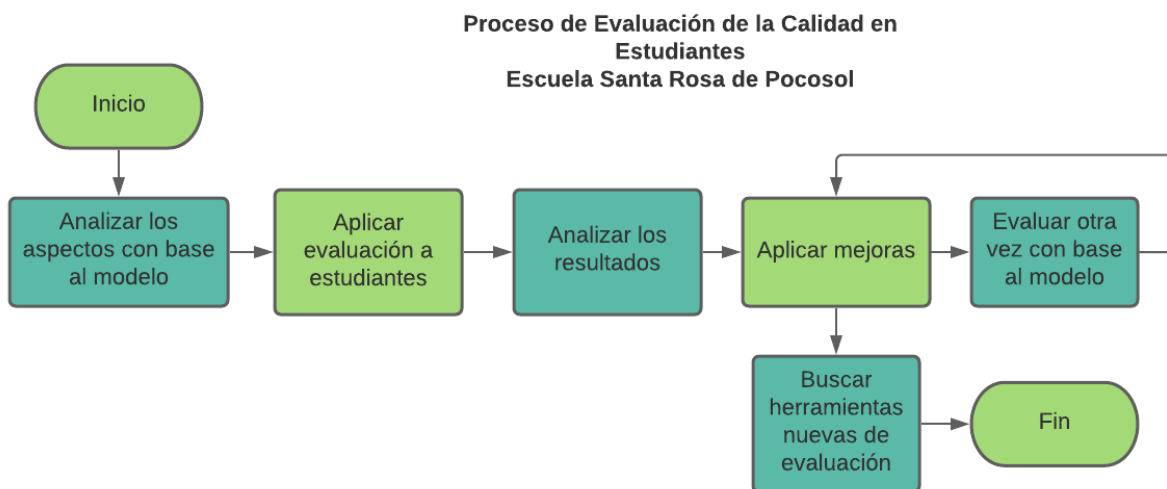 Proceso de Evaluación de la Calidad en
Estudiantes
Escuela Santa Rosa de Pocosol
Inicio
Analizar los
aspectos con base
al modelo
Aplicar
evaluación a
estudiantes
Analizar los
resultados
Aplicar mejoras
Evaluar otra
vez con base
al modelo
Buscar
herramientas
nuevas de
evaluación
Fin